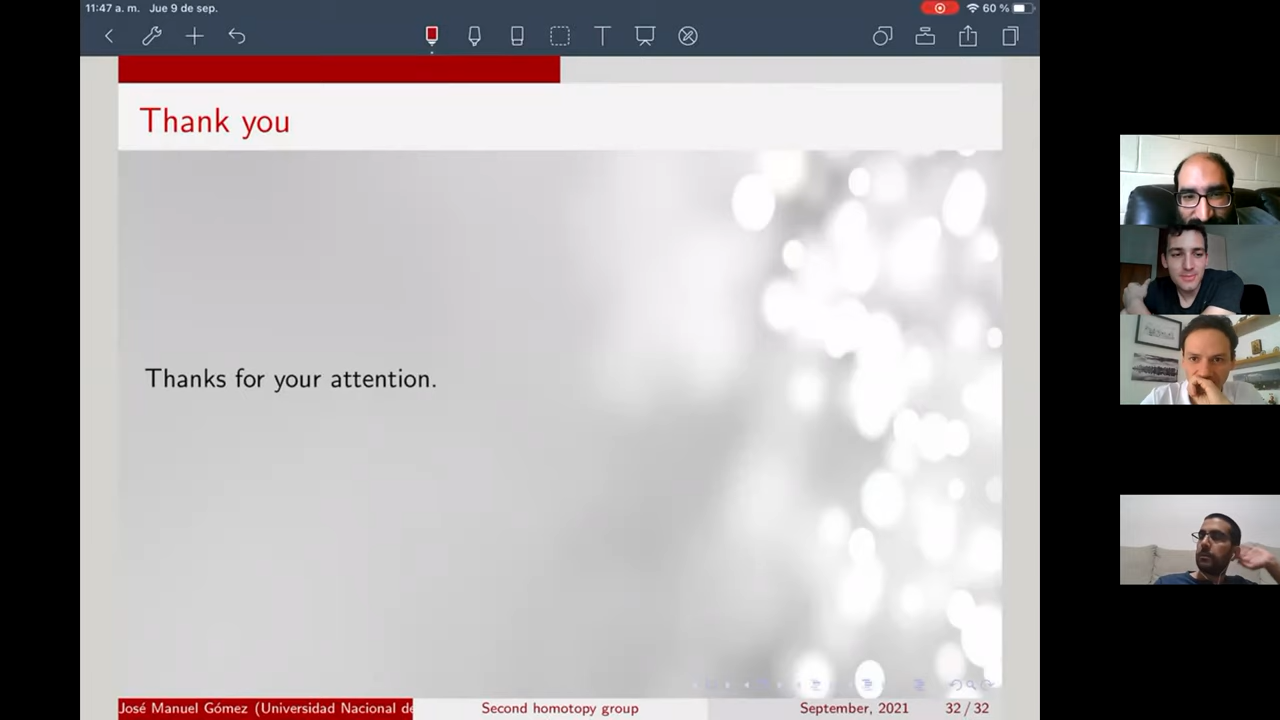 11:47 a. m. Jue 9 de sep.
60 %
T
Thank you
Thanks for your attention.
José Manuel Gómez (Universidad Nacional de
Second homotopy group
September, 2021
32 / 32